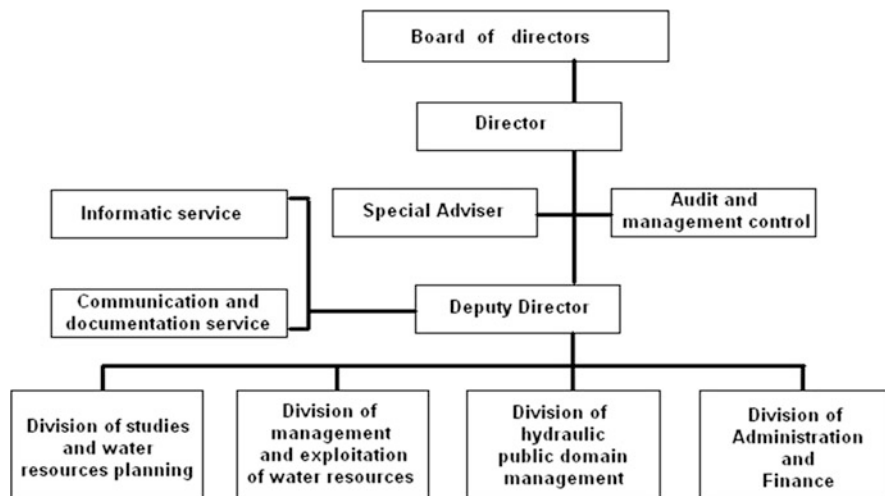 Board of directors
Director
Special Adviser
Audit and
management control
Informatic service
Communication and
documentation service
Deputy Director
Division of studies
and water
resources planning
Division of
management
and exploitation
of water resources
Division of
hydraulic
public domain
management
Division of
Administration
and
Finance